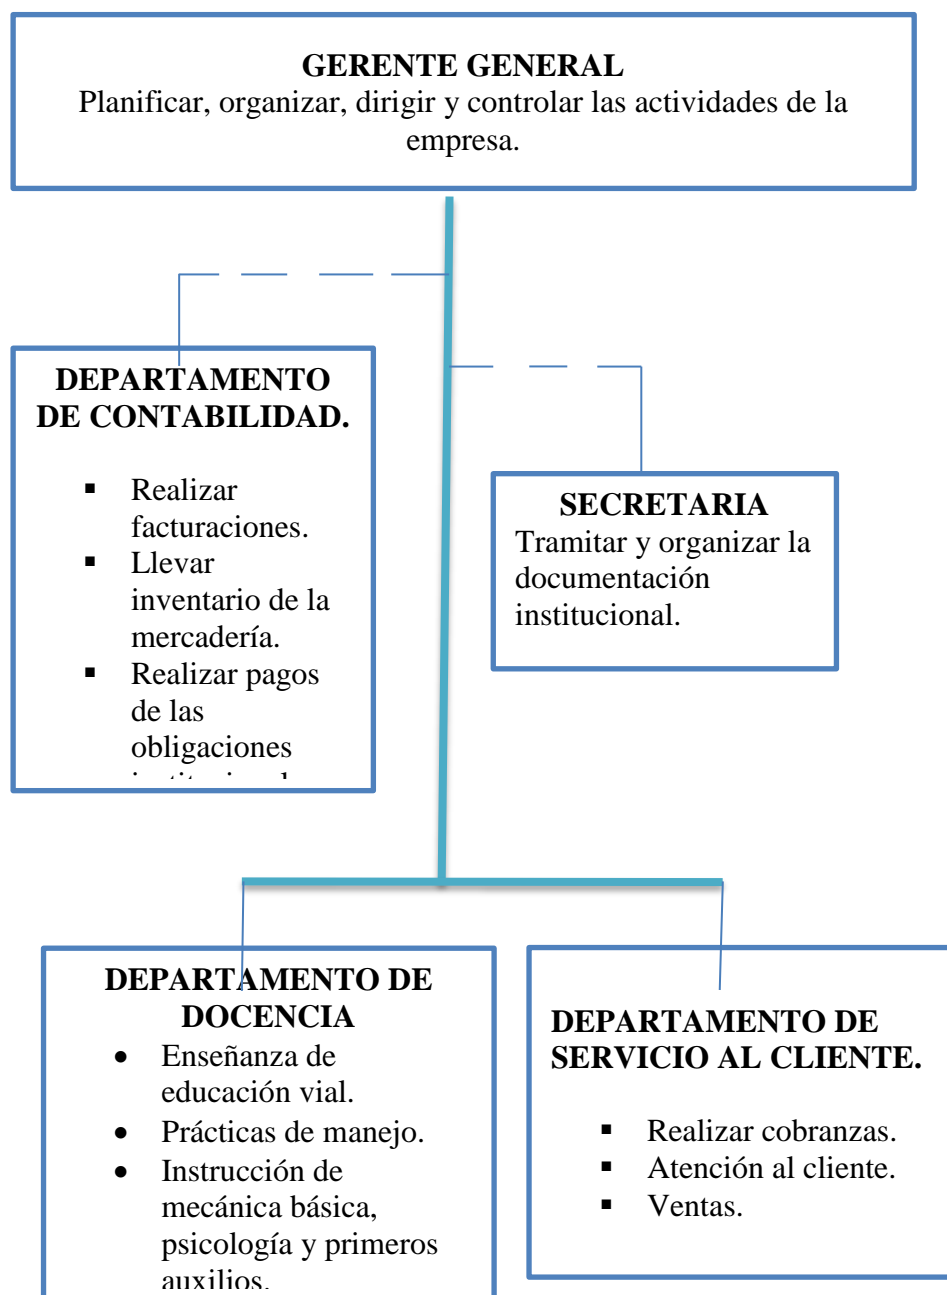 GERENTE GENERAL
Planificar, organizar, dirigir y controlar las actividades de la
empresa.
DEPARTAMENTO
DE CONTABILIDAD.
▪ Realizar
facturaciones.
▪ Llevar
inventario de la
mercadería.
▪ Realizar pagos
de las
obligaciones
SECRETARIA
Tramitar y organizar la
documentación
institucional.
DEPARTAMENTO DE
DOCENCIA
• Enseñanza de
educación vial.
• Prácticas de manejo.
• Instrucción de
mecánica básica,
psicología y primeros
auxilios.
DEPARTAMENTO DE
SERVICIO AL CLIENTE.
▪ Realizar cobranzas.
▪ Atención al cliente.
▪ Ventas.